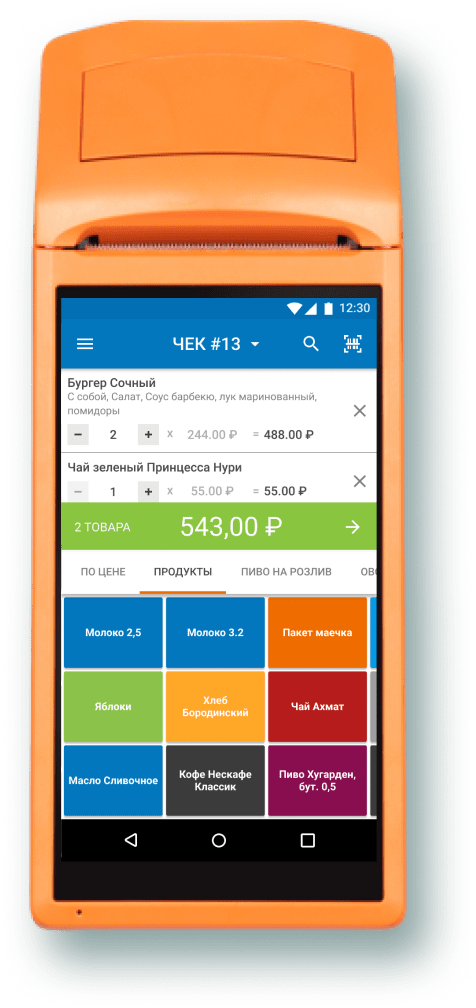 12:30
ЧЕК #13
Бургер Сочный
С собой, Салат, Соус барбекю, лук маринованный,
помидоры
− 2 + x 244.00 ₽ = 488.00 ₽
Чай зеленый Принцесса Нури
− 1 + x 55.00 ₽ = 55.00 ₽
2 ТОВАРА 543,00 ₽
ПО ЦЕНЕ ПРОДУКТЫ ПИВО НА РОЗЛИВ ОВО
Молоко 2,5 Молоко 3.2 Пакет маечка
Яблоки Хлеб
Бородинский Чай Ахмат
Масло Сливочное Кофе Нескафе
Классик Пиво Хугарден,
бут. 0,5